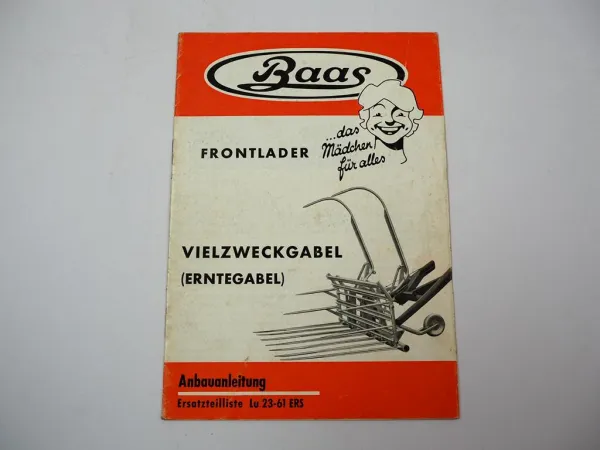 Baas
FRONTLADER
...das
Mädchen
für alles
VIELZWECKGABEL
(ERNTEGABEL)
Anbauanleitung
Ersatzteilliste Lu 23-61 ERS